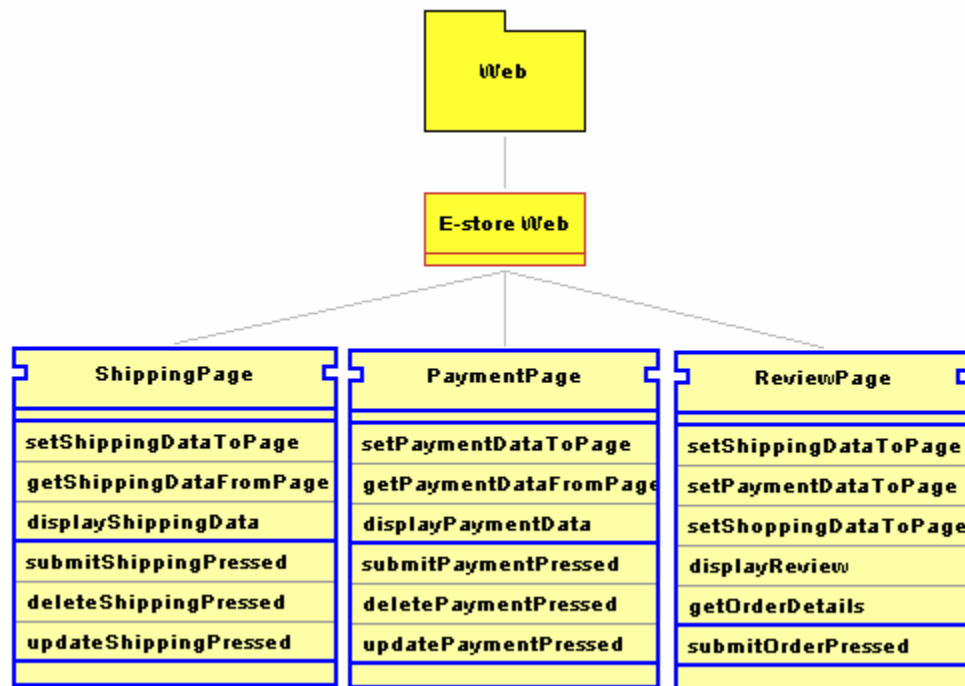 Web
E-store Web
ShippingPage
setShippingDataToPage
getShippingDataFromPage
displayShippingData
submitShippingPressed
deleteShippingPressed
updateShippingPressed
PaymentPage
setPaymentDataToPage
getPaymentDataFromPage
displayPaymentData
submitPaymentPressed
deletePaymentPressed
updatePaymentPressed
ReviewPage
setShippingDataToPage
setPaymentDataToPage
setShoppingDataToPage
displayReview
getOrderDetails
submitOrderPressed